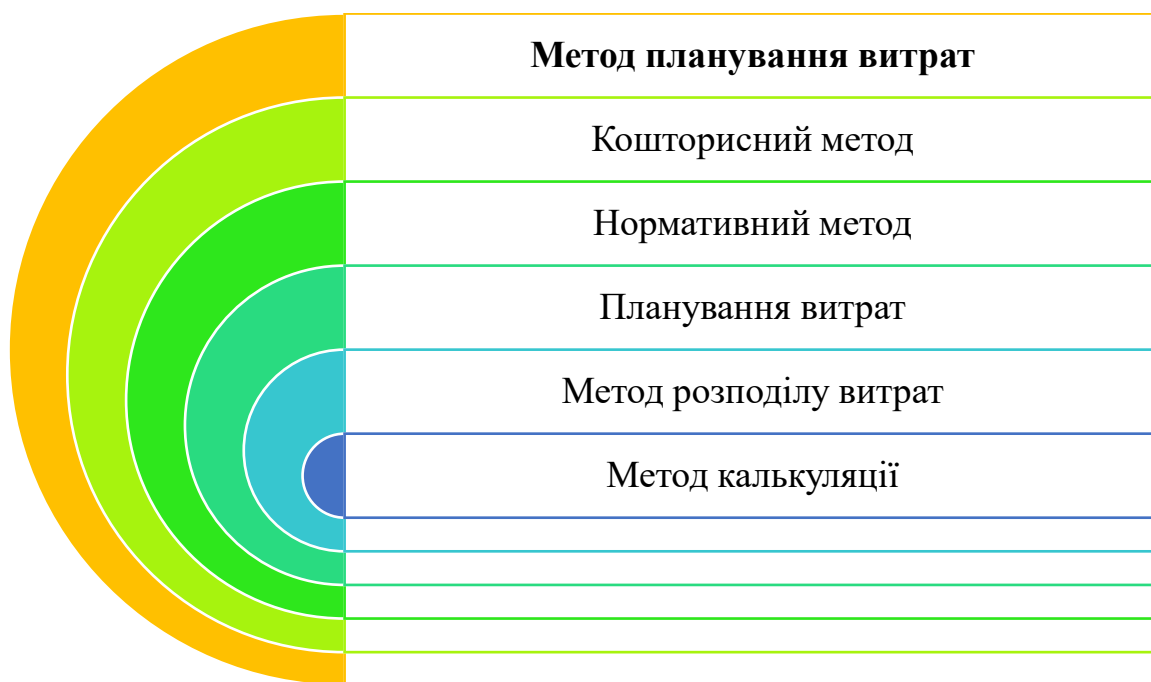 Метод планування витрат
Кошторисний метод
Нормативний метод
Планування витрат
Метод розподілу витрат
Метод калькуляції